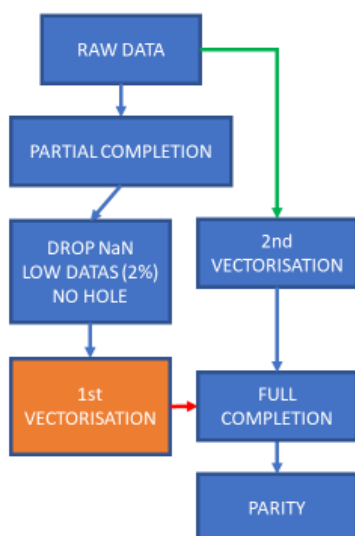 RAW DATA
PARTIAL COMPLETION
DROP NaN
LOW DATAS (2%)
NO HOLE
2nd
VECTORISATION
1st
VECTORISATION
FULL
COMPLETION
PARITY